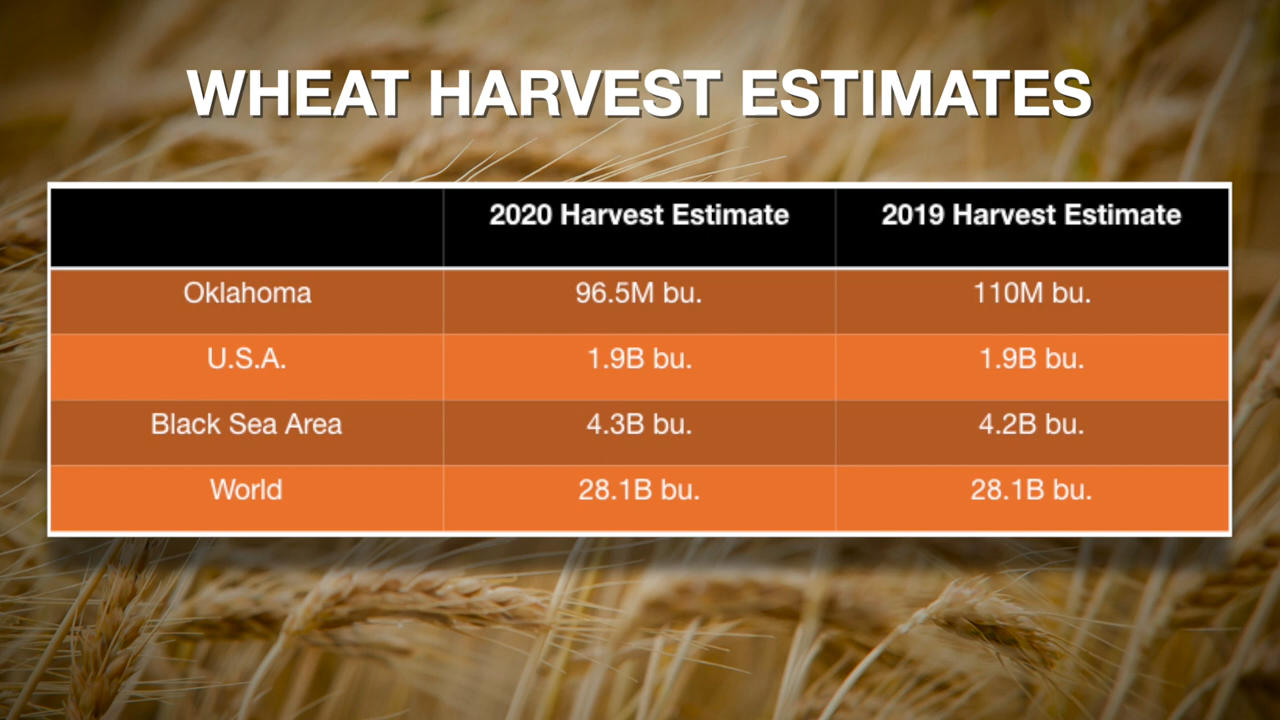 WHEAT HARVEST ESTIMATES
2020 Harvest Estimate 2019 Harvest Estimate
Oklahoma 96.5M bu. 110M bu.
U.S.A. 1.9B bu. 1.9B bu.
Black Sea Area 4.3B bu. 4.2B bu.
World 28.1B bu. 28.1B bu.